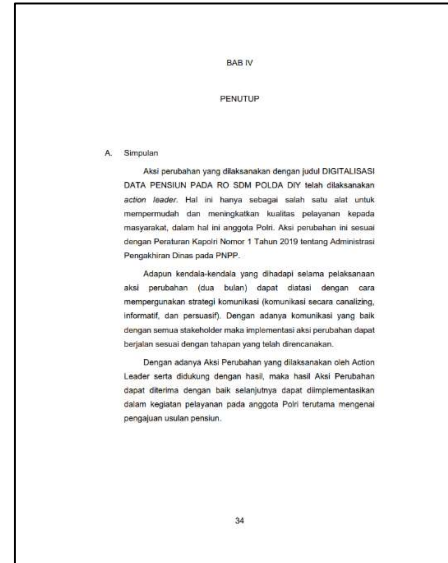 BAB IV
PENUTUP
A. Simpulan
Aksi perubahan yang dilaksanakan dengan judul DIGITALISASI
DATA PENSIUN PADA RO SDM POLDA DIY telah dilaksanakan
action leader. Hal ini hanya sebagai salah satu alat untuk
mempermudah dan meningkatkan kualitas pelayanan kepada
masyarakat, dalam hal ini anggota Polri. Aksi perubahan ini sesuai
dengan Peraturan Kapolri Nomor 1 Tahun 2019 tentang Administrasi
Pengakhiran Dinas pada PNPP.
Adapun kendala-kendala yang dihadapi selama pelaksanaan
aksi perubahan (dua bulan) dapat diatasi dengan cara
mempergunakan strategi komunikasi (komunikasi secara canalizing,
informatif, dan persuasif). Dengan adanya komunikasi yang baik
dengan semua stakeholder maka implementasi aksi perubahan dapat
berjalan sesuai dengan tahapan yang telah direncanakan.
Dengan adanya Aksi Perubahan yang dilaksanakan oleh Action
Leader serta didukung dengan hasil, maka hasil Aksi Perubahan
dapat diterima dengan baik selanjutnya dapat diimplementasikan
dalam kegiatan pelayanan pada anggota Polri terutama mengenai
pengajuan usulan pensiun.
34